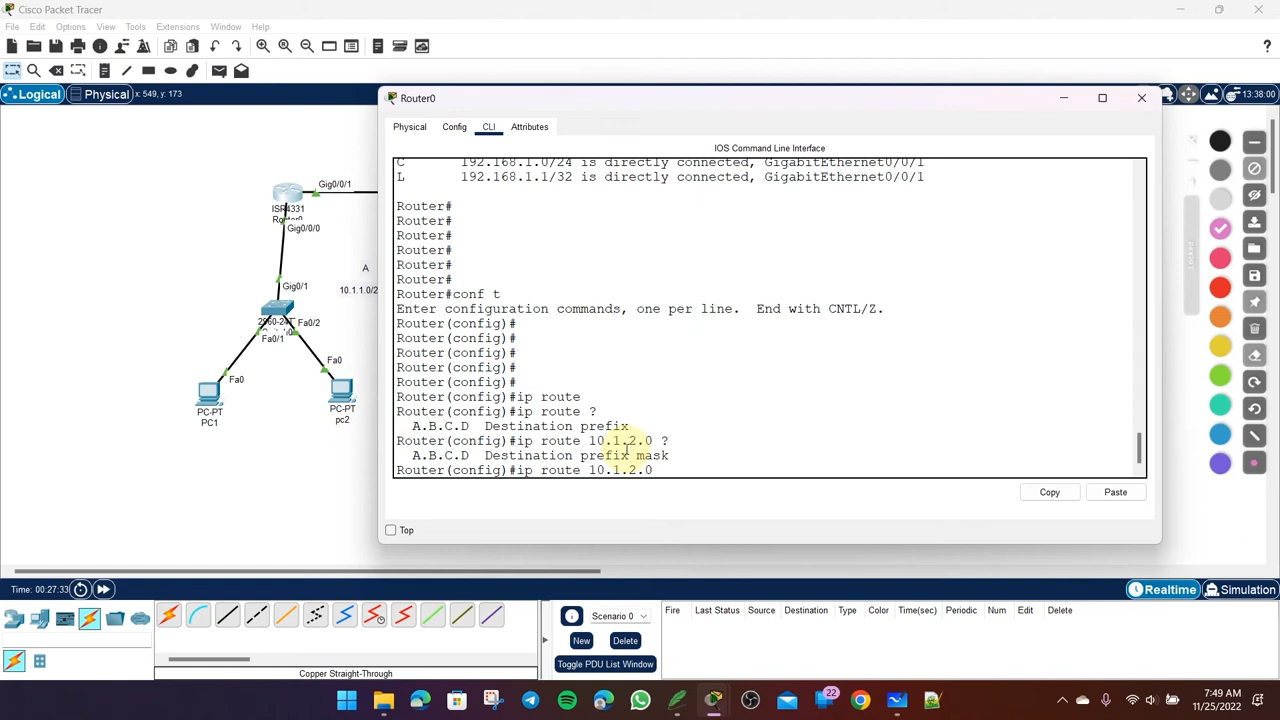 Cisco Packet Tracer
File Edit Options View Tools Extensions Window Help
Logical Physical x: 549, y: 173
13:38:00
Router0
Physical Config CLI Attributes
IOS Command Line Interface
C 192.168.1.0/24 is directly connected, GigabitEthernet0/0/1
L 192.168.1.1/32 is directly connected, GigabitEthernet0/0/1
Router#
Router#
Router#
Router#
Router#
Router#
Router#conf t
Enter configuration commands, one per line. End with CNTL/Z.
Router(config)#
Router(config)#
Router(config)#
Router(config)#
Router(config)#
Router(config)#ip route
Router(config)#ip route ?
A.B.C.D Destination prefix
Router(config)#ip route 10.1.2.0 ?
A.B.C.D Destination prefix mask
Router(config)#ip route 10.1.2.0
Copy Paste
Top
Gig0/0/1
ISR4331
Gig0/0/0
A
10.1.1.0/2
Gig0/1
Fa0/2
Fa0/1
Fa0
Fa0
PC-PT
PC1
PC-PT
pc2
Locked
Time: 00:27:33
Realtime Simulation
Scenario 0
New Delete
Toggle PDU List Window
Fire Last Status Source Destination Type Color Time(sec) Periodic Num Edit Delete
Copper Straight-Through
22
7:49 AM
11/25/2022